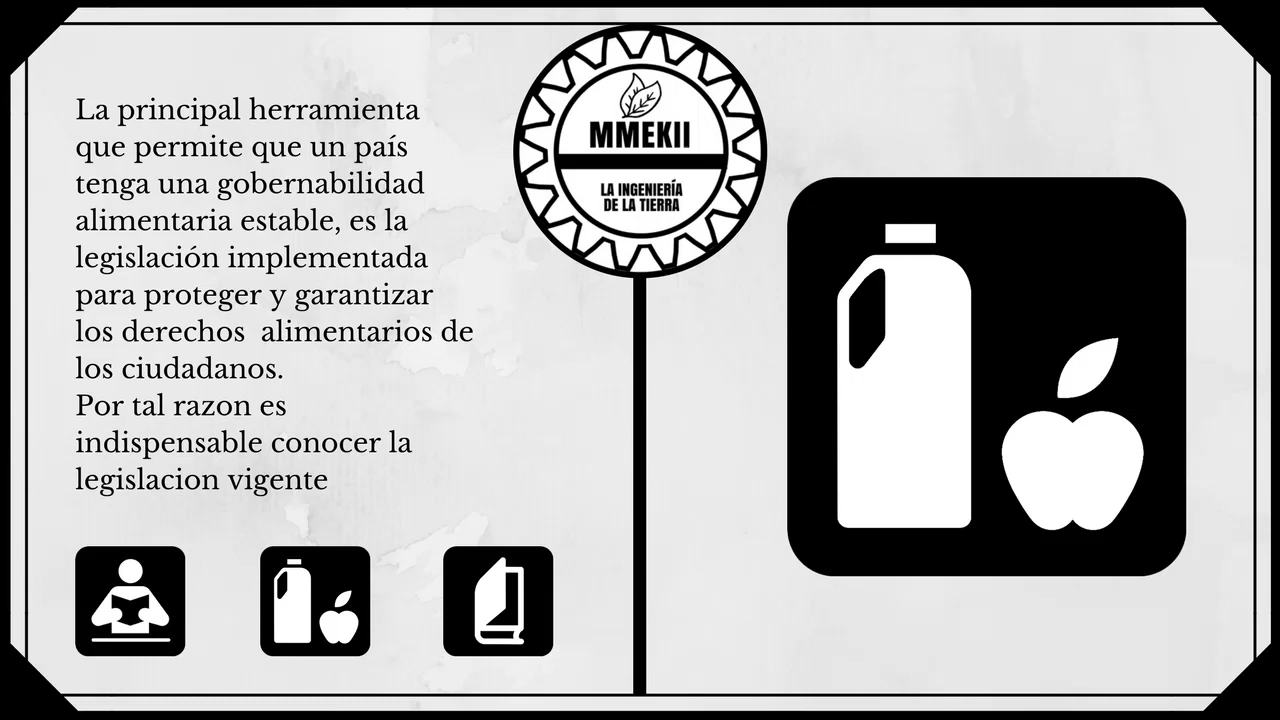 La principal herramienta
que permite que un país
tenga una gobernabilidad
alimentaria estable, es la
legislación implementada
para proteger y garantizar
los derechos  alimentarios de
los ciudadanos.
Por tal razon es
indispensable conocer la
legislacion vigente
MMEKII
LA INGENIERÍA
DE LA TIERRA